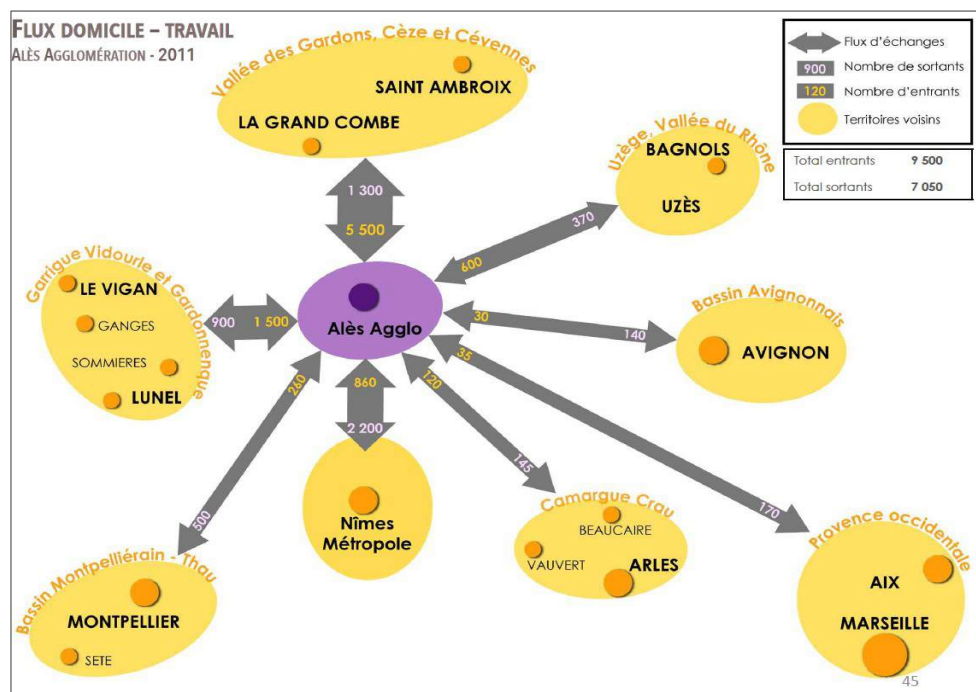 FLUX DOMICILE – TRAVAIL
ALÈS AGGLOMÉRATION - 2011
Flux d'échanges
900 Nombre de sortants
120 Nombre d'entrants
Territoires voisins
Total entrants 9 500
Total sortants 7 050
Vallée des Gardons, Cèze et Cévennes
SAINT AMBROIX
LA GRAND COMBE
1 300
5 500
Uzège, Vallée du Rhône
BAGNOLS
UZÈS
370
600
Garrigue Vidourle et Gardonnenque
LE VIGAN
GANGES
SOMMIERES
LUNEL
900 1 500
Alès Agglo
30
140
Bassin Avignonnais
AVIGNON
35
170
260
500
860
2 200
120
145
Nîmes
Métropole
Camargue Crau
BEAUCAIRE
VAUVERT
ARLES
Provence occidentale
AIX
MARSEILLE
Bassin Montpelliérain - Thau
MONTPELLIER
SETE
45